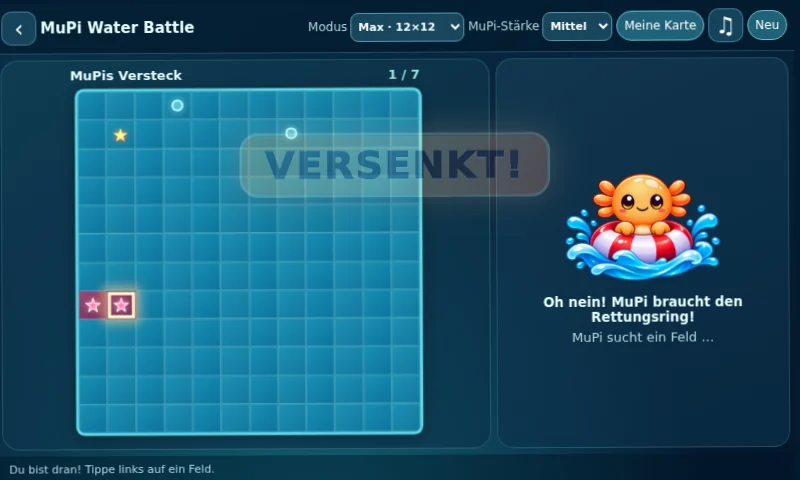 MuPi Water Battle
Modus Max · 12×12 MuPi-Stärke Mittel Meine Karte Neu
MuPis Versteck 1 / 7
VERSENKT!
Oh nein! MuPi braucht den
Rettungsring!
MuPi sucht ein Feld ...
Du bist dran! Tippe links auf ein Feld.